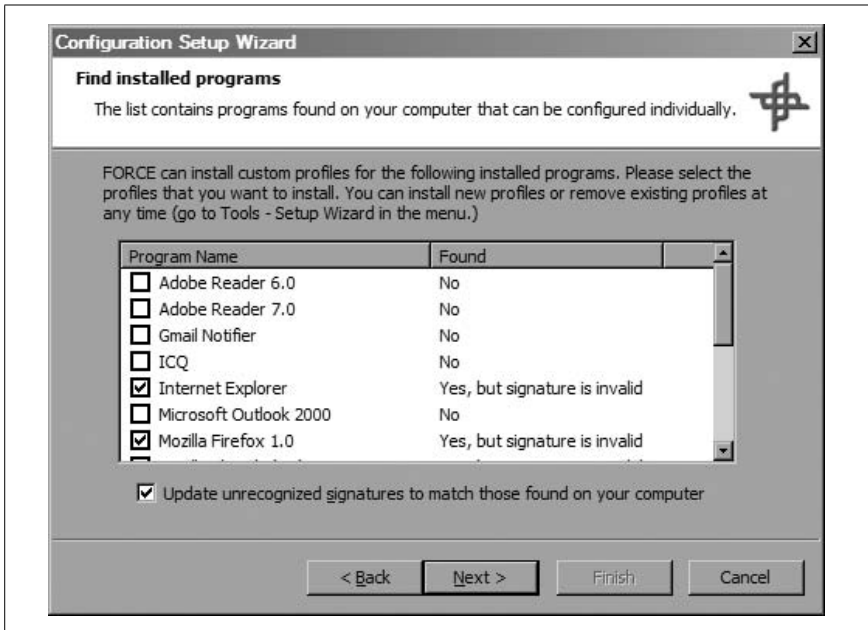 Configuration Setup Wizard
Find installed programs
The list contains programs found on your computer that can be configured individually.
FORCE can install custom profiles for the following installed programs. Please select the
profiles that you want to install. You can install new profiles or remove existing profiles at
any time (go to Tools - Setup Wizard in the menu.)
Program Name Found
Adobe Reader 6.0 No
Adobe Reader 7.0 No
Gmail Notifier No
ICQ No
Internet Explorer Yes, but signature is invalid
Microsoft Outlook 2000 No
Mozilla Firefox 1.0 Yes, but signature is invalid
Update unrecognized signatures to match those found on your computer
< Back Next > Finish Cancel